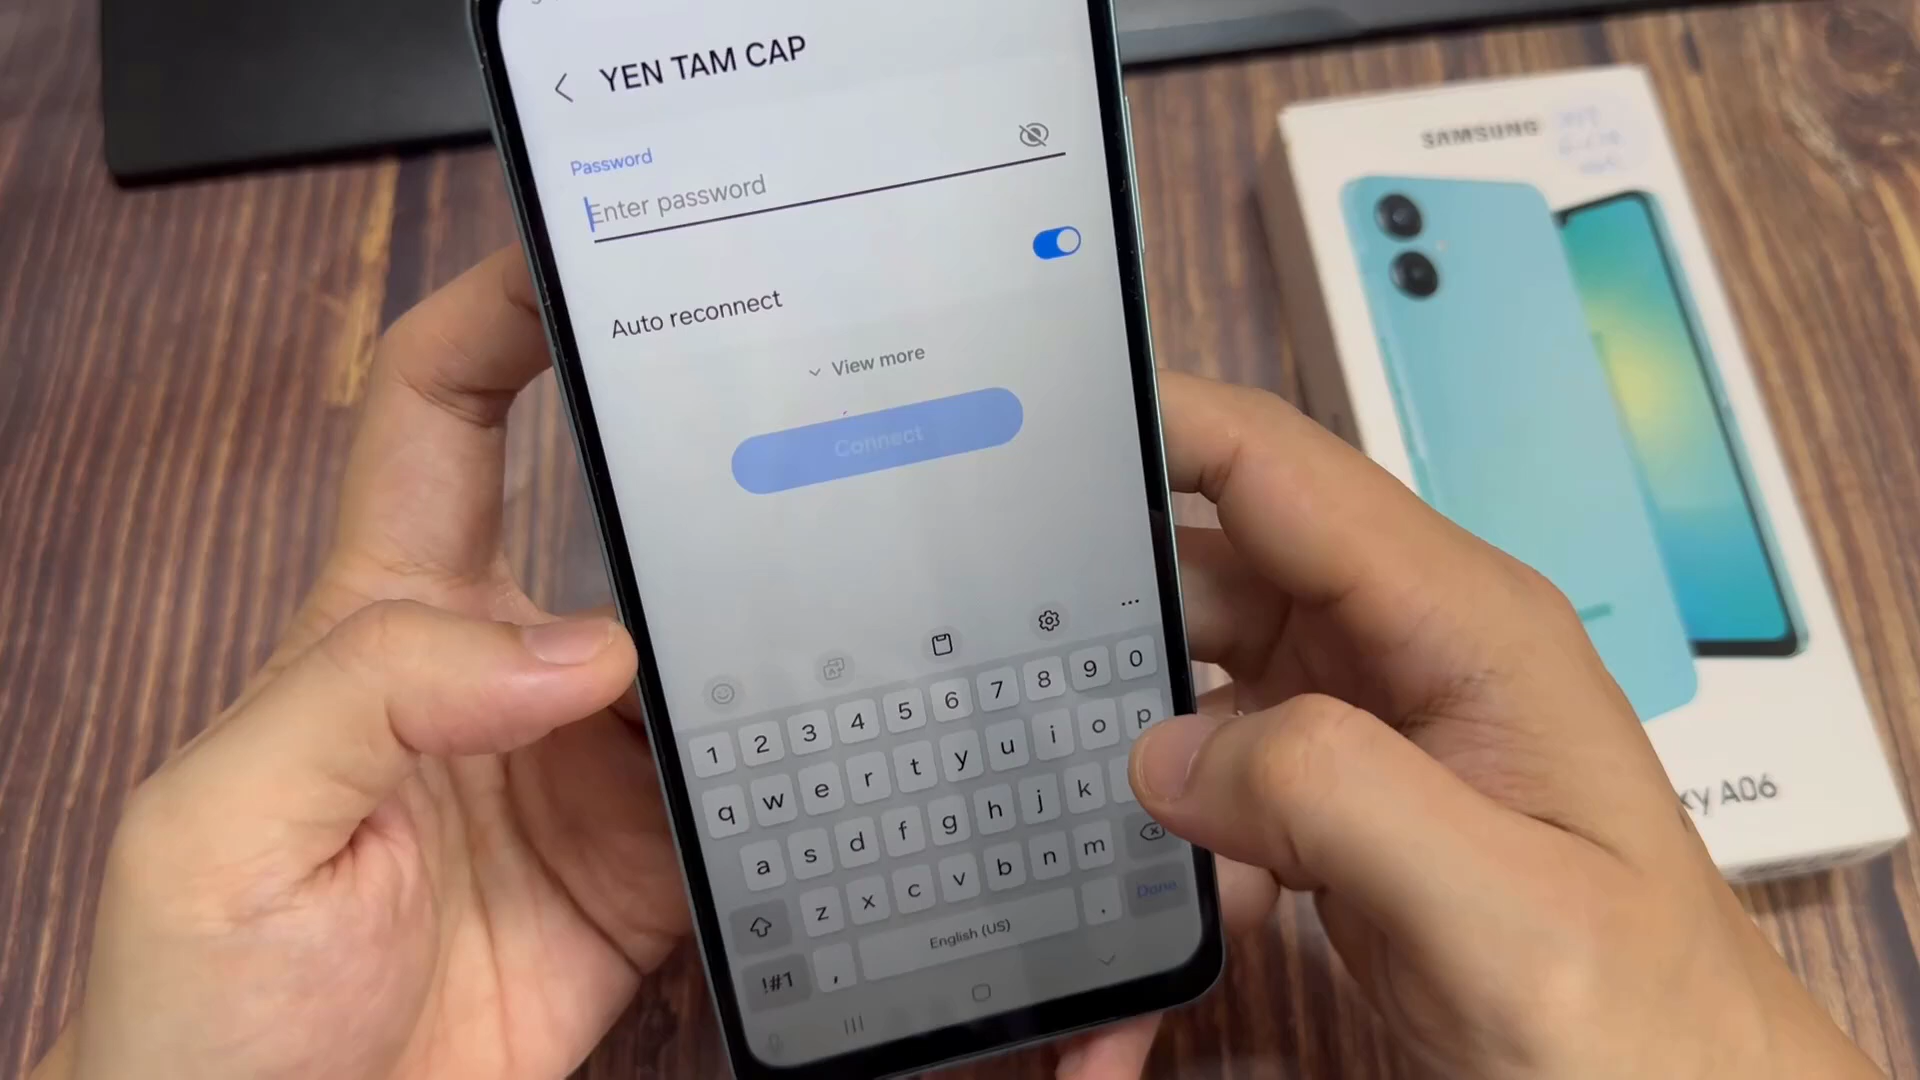 YEN TAM CAP
Password
Enter password
Auto reconnect
View more
Connect
1 2 3 4 5 6 7 8 9 0
q w e r t y u i o p
a s d f g h j k
z x c v b n m
!#1 , English (US) . Done
SAMSUNG
A06